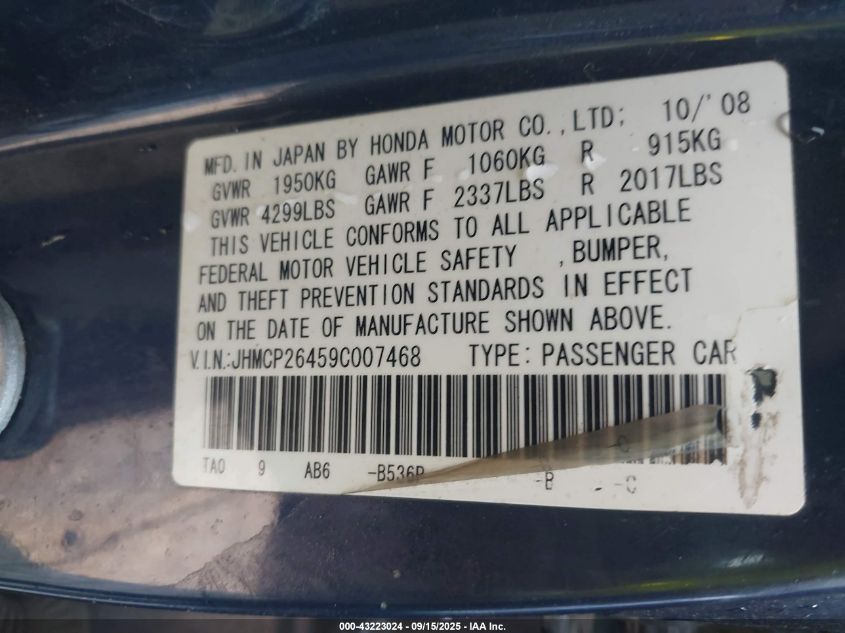 MFD. IN JAPAN BY HONDA MOTOR CO., LTD; 10/'08
GVWR 1950KG GAWR F 1060KG R 915KG
GVWR 4299LBS GAWR F 2337LBS R 2017LBS
THIS VEHICLE CONFORMS TO ALL APPLICABLE
FEDERAL MOTOR VEHICLE SAFETY , BUMPER,
AND THEFT PREVENTION STANDARDS IN EFFECT
ON THE DATE OF MANUFACTURE SHOWN ABOVE.
V.I.N.:JHMCP26459C007468 TYPE: PASSENGER CAR
TA0 9 AB6 -B536P -B -C
000-43223024 - 09/15/2025 - IAA Inc.